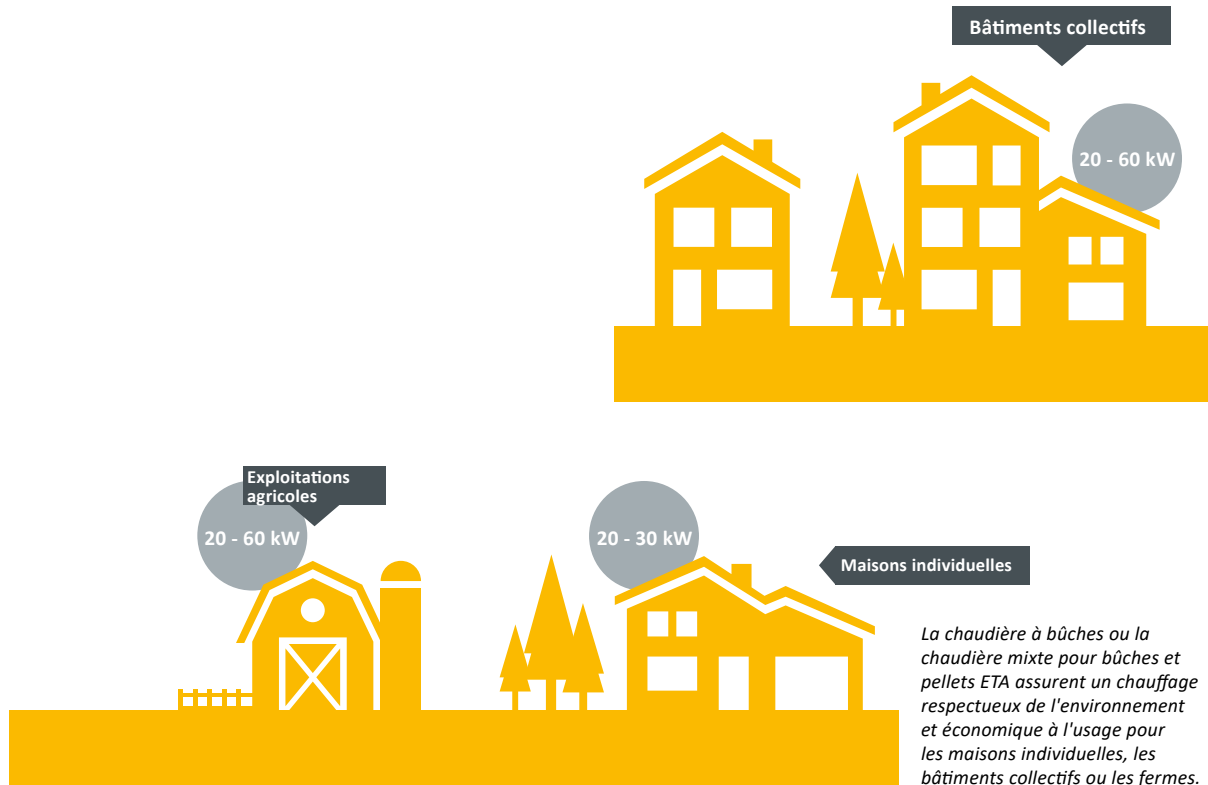 Bâtiments collectifs
20 - 60 kW
Exploitations
agricoles
20 - 60 kW
20 - 30 kW
Maisons individuelles
La chaudière à bûches ou la
chaudière mixte pour bûches et
pellets ETA assurent un chauffage
respectueux de l'environnement
et économique à l'usage pour
les maisons individuelles, les
bâtiments collectifs ou les fermes.